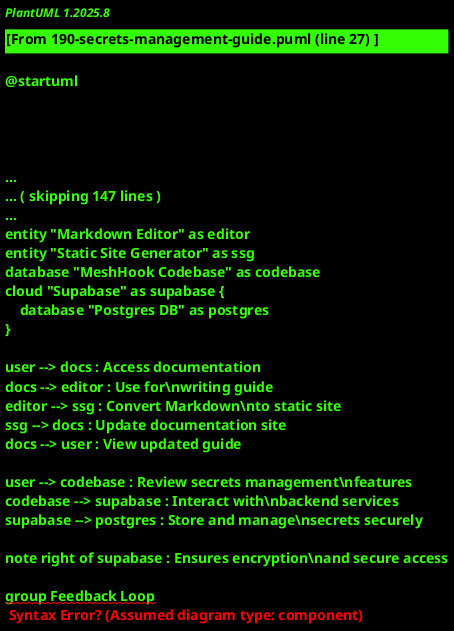 PlantUML 1.2025.8
[From 190-secrets-management-guide.puml (line 27) ]
@startuml
...
... ( skipping 147 lines )
...
entity "Markdown Editor" as editor
entity "Static Site Generator" as ssg
database "MeshHook Codebase" as codebase
cloud "Supabase" as supabase {
    database "Postgres DB" as postgres
}
user --> docs : Access documentation
docs --> editor : Use for\nwriting guide
editor --> ssg : Convert Markdown\nto static site
ssg --> docs : Update documentation site
docs --> user : View updated guide
user --> codebase : Review secrets management\nfeatures
codebase --> supabase : Interact with\nbackend services
supabase --> postgres : Store and manage\nsecrets securely
note right of supabase : Ensures encryption\nand secure access
group Feedback Loop
Syntax Error? (Assumed diagram type: component)